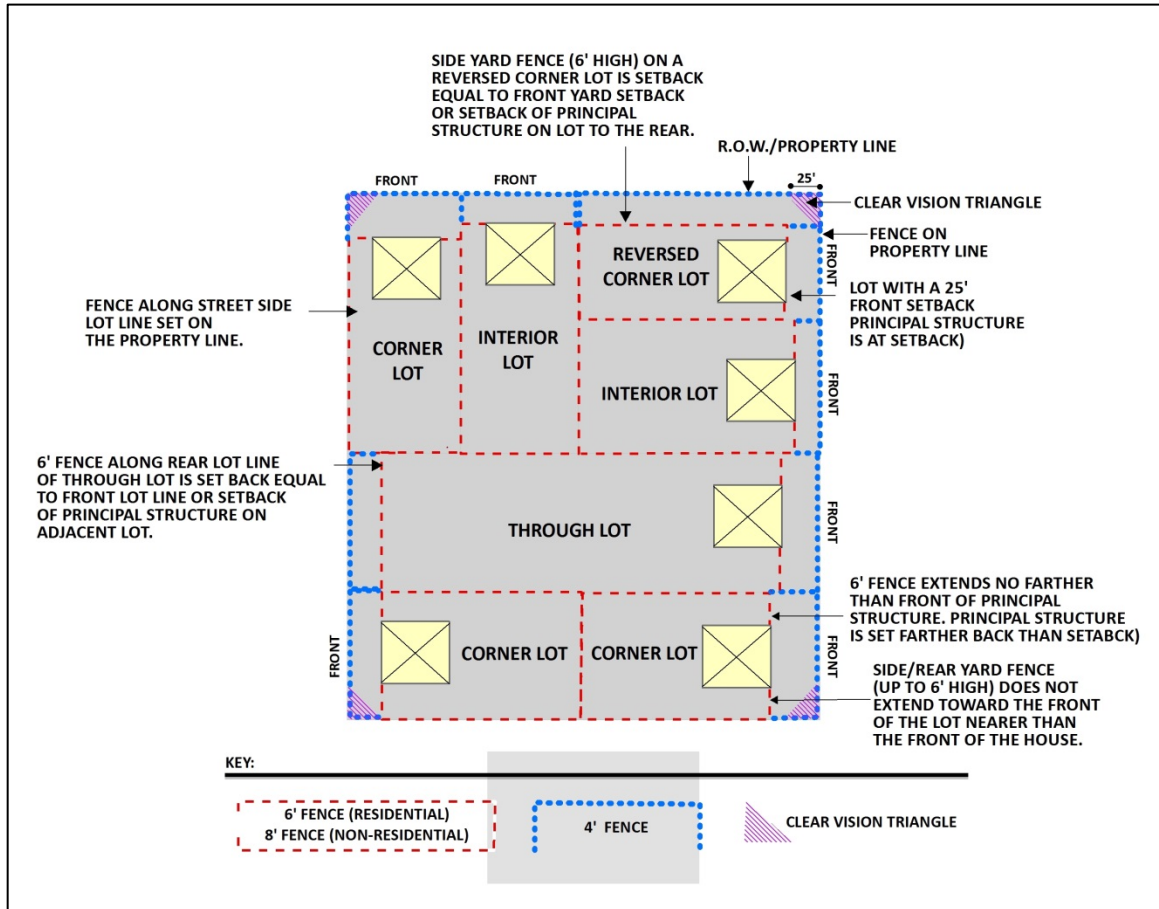 SIDE YARD FENCE (6' HIGH) ON A
REVERSED CORNER LOT IS SETBACK
EQUAL TO FRONT YARD SETBACK
OR SETBACK OF PRINCIPAL
STRUCTURE ON LOT TO THE REAR.
R.O.W./PROPERTY LINE
FRONT
FRONT
25'
CLEAR VISION TRIANGLE
FENCE ON
PROPERTY LINE
FRONT
REVERSED
CORNER LOT
LOT WITH A 25'
FRONT SETBACK
PRINCIPAL STRUCTURE
IS AT SETBACK)
FENCE ALONG STREET SIDE
LOT LINE SET ON
THE PROPERTY LINE.
CORNER
LOT
INTERIOR
LOT
INTERIOR LOT
FRONT
6' FENCE ALONG REAR LOT LINE
OF THROUGH LOT IS SET BACK EQUAL
TO FRONT LOT LINE OR SETBACK
OF PRINCIPAL STRUCTURE ON
ADJACENT LOT.
THROUGH LOT
FRONT
6' FENCE EXTENDS NO FARTHER
THAN FRONT OF PRINCIPAL
STRUCTURE. PRINCIPAL STRUCTURE
IS SET FARTHER BACK THAN SETABCK)
FRONT
CORNER LOT
CORNER LOT
FRONT
SIDE/REAR YARD FENCE
(UP TO 6' HIGH) DOES NOT
EXTEND TOWARD THE FRONT
OF THE LOT NEARER THAN
THE FRONT OF THE HOUSE.
KEY:
6' FENCE (RESIDENTIAL)
8' FENCE (NON-RESIDENTIAL)
4' FENCE
CLEAR VISION TRIANGLE